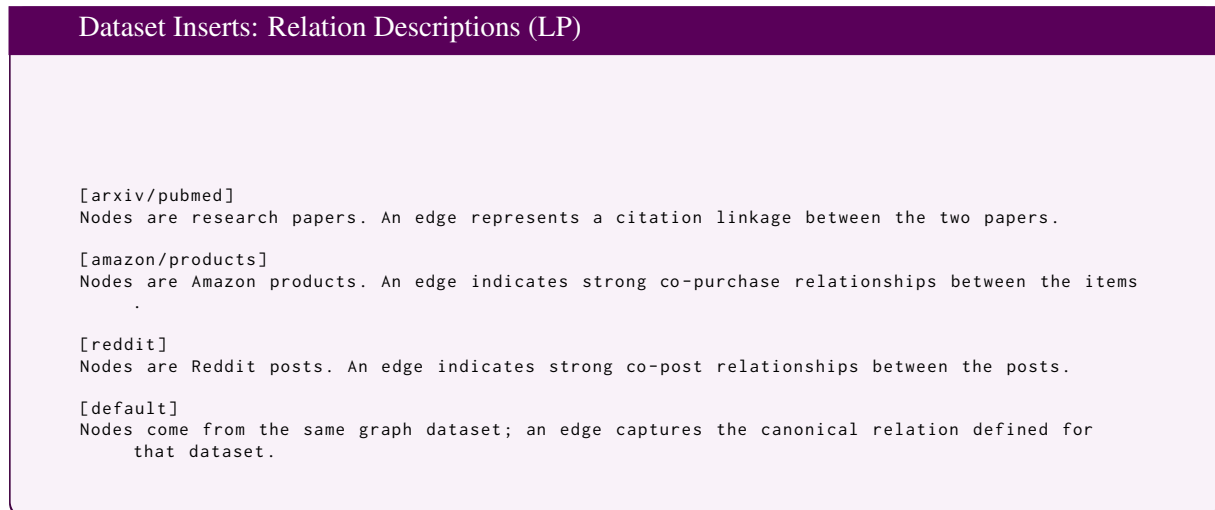 Dataset Inserts: Relation Descriptions (LP)
[arxiv/pubmed]
Nodes are research papers. An edge represents a citation linkage between the two papers.
[amazon/products]
Nodes are Amazon products. An edge indicates strong co-purchase relationships between the items
.
[reddit]
Nodes are Reddit posts. An edge indicates strong co-post relationships between the posts.
[default]
Nodes come from the same graph dataset; an edge captures the canonical relation defined for
that dataset.